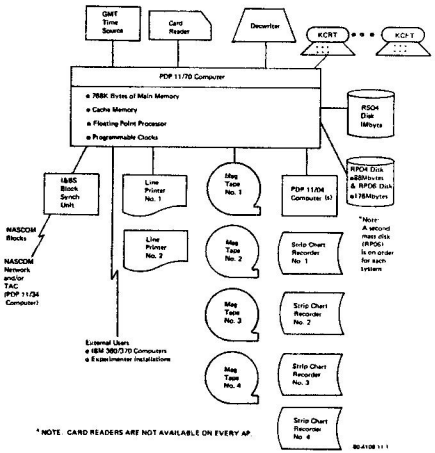 GMT
Time
Source
Card
Reader
Decwriter
KCRT
KCRT
PDP 11/70 Computer
● 768K Bytes of Main Memory
● Cache Memory
● Floating Point Processor
● Programmable Clocks
RS04
Disk
1Mbyte
I&BS
Block
Synch
Unit
Line
Printer
No. 1
Mag
Tape
No. 1
PDP 11/04
Computer (s)
RP04 Disk
●88Mbytes
& RP06 Disk
●176Mbytes
NASCOM
Blocks
NASCOM
Network
and/or
TAC
(PDP 11/34
Computer)
Line
Printer
No. 2
Mag
Tape
No. 2
Strip Chart
Recorder
No. 1
*Note:
A second
mass disk
(RP06)
is on order
for each
system
Mag
Tape
No. 3
Strip Chart
Recorder
No. 2
External Users
● IBM 360/370 Computers
● Experimenter Installations
Mag
Tape
No. 4
Strip Chart
Recorder
No. 3
Strip Chart
Recorder
No. 4
* NOTE. CARD READERS ARE NOT AVAILABLE ON EVERY AP.